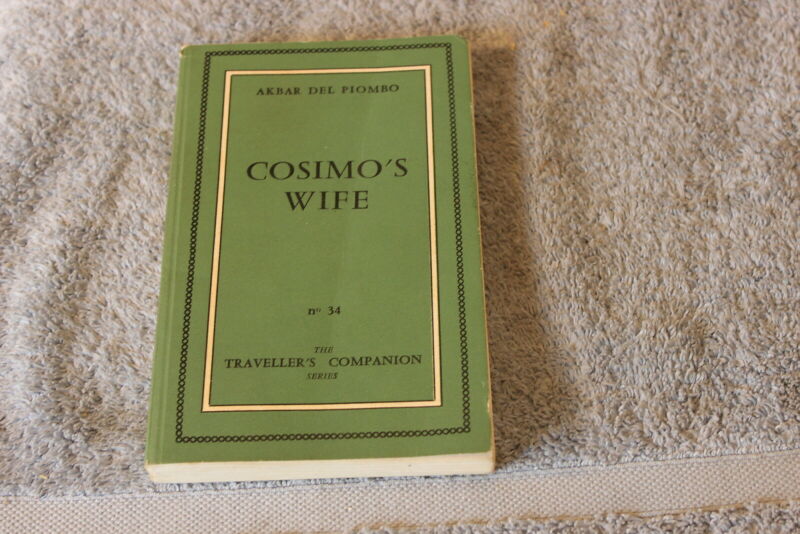 AKBAR DEL PIOMBO
COSIMO'S
WIFE
nº 34
THE
TRAVELLER'S COMPANION
SERIES